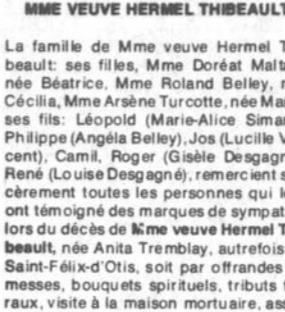 MME VEUVE HERMEL THIBEAULT
La famille de Mme veuve Hermel T
beault: ses filles, Mme Doréat Malta
née Béatrice, Mme Roland Belley, n
Cécilia, Mme Arsène Turcotte, née Mar
ses fils: Léopold (Marie-Alice Simar
Philippe (Angéla Belley), Jos (Lucille V
cent), Camil, Roger (Gisèle Desgagn
René (Louise Desgagné), remercient s
cèrement toutes les personnes qui l
ont témoigné des marques de sympat
lors du décès de Mme veuve Hermel T
beault, née Anita Tremblay, autrefois
Saint-Félix-d'Otis, soit par offrandes
messes, bouquets spirituels, tributs f
raux, visite à la maison mortuaire, ass